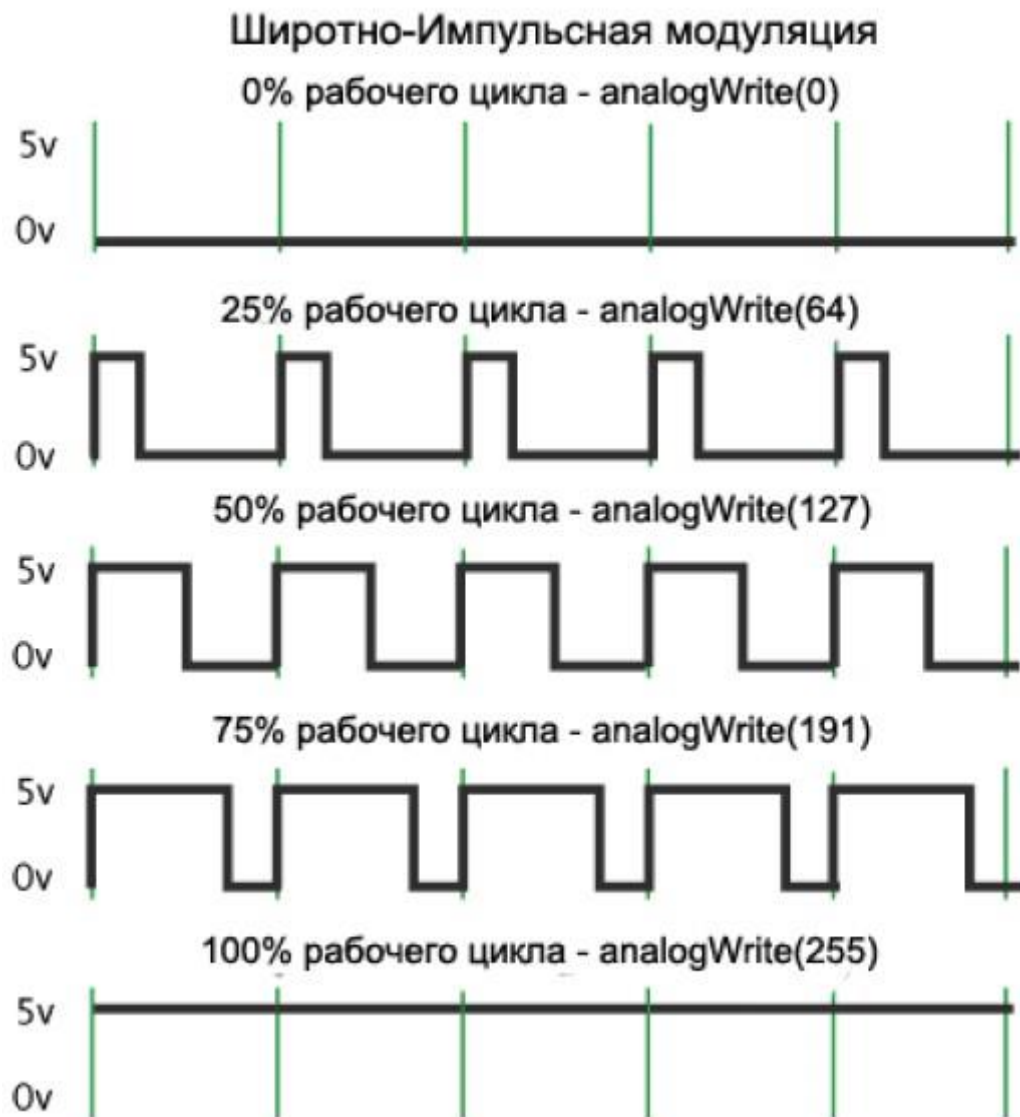 Широтно-Импульсная модуляция
0% рабочего цикла - analogWrite(0)
5v
0v
25% рабочего цикла - analogWrite(64)
5v
0v
50% рабочего цикла - analogWrite(127)
5v
0v
75% рабочего цикла - analogWrite(191)
5v
0v
100% рабочего цикла - analogWrite(255)
5v
0v